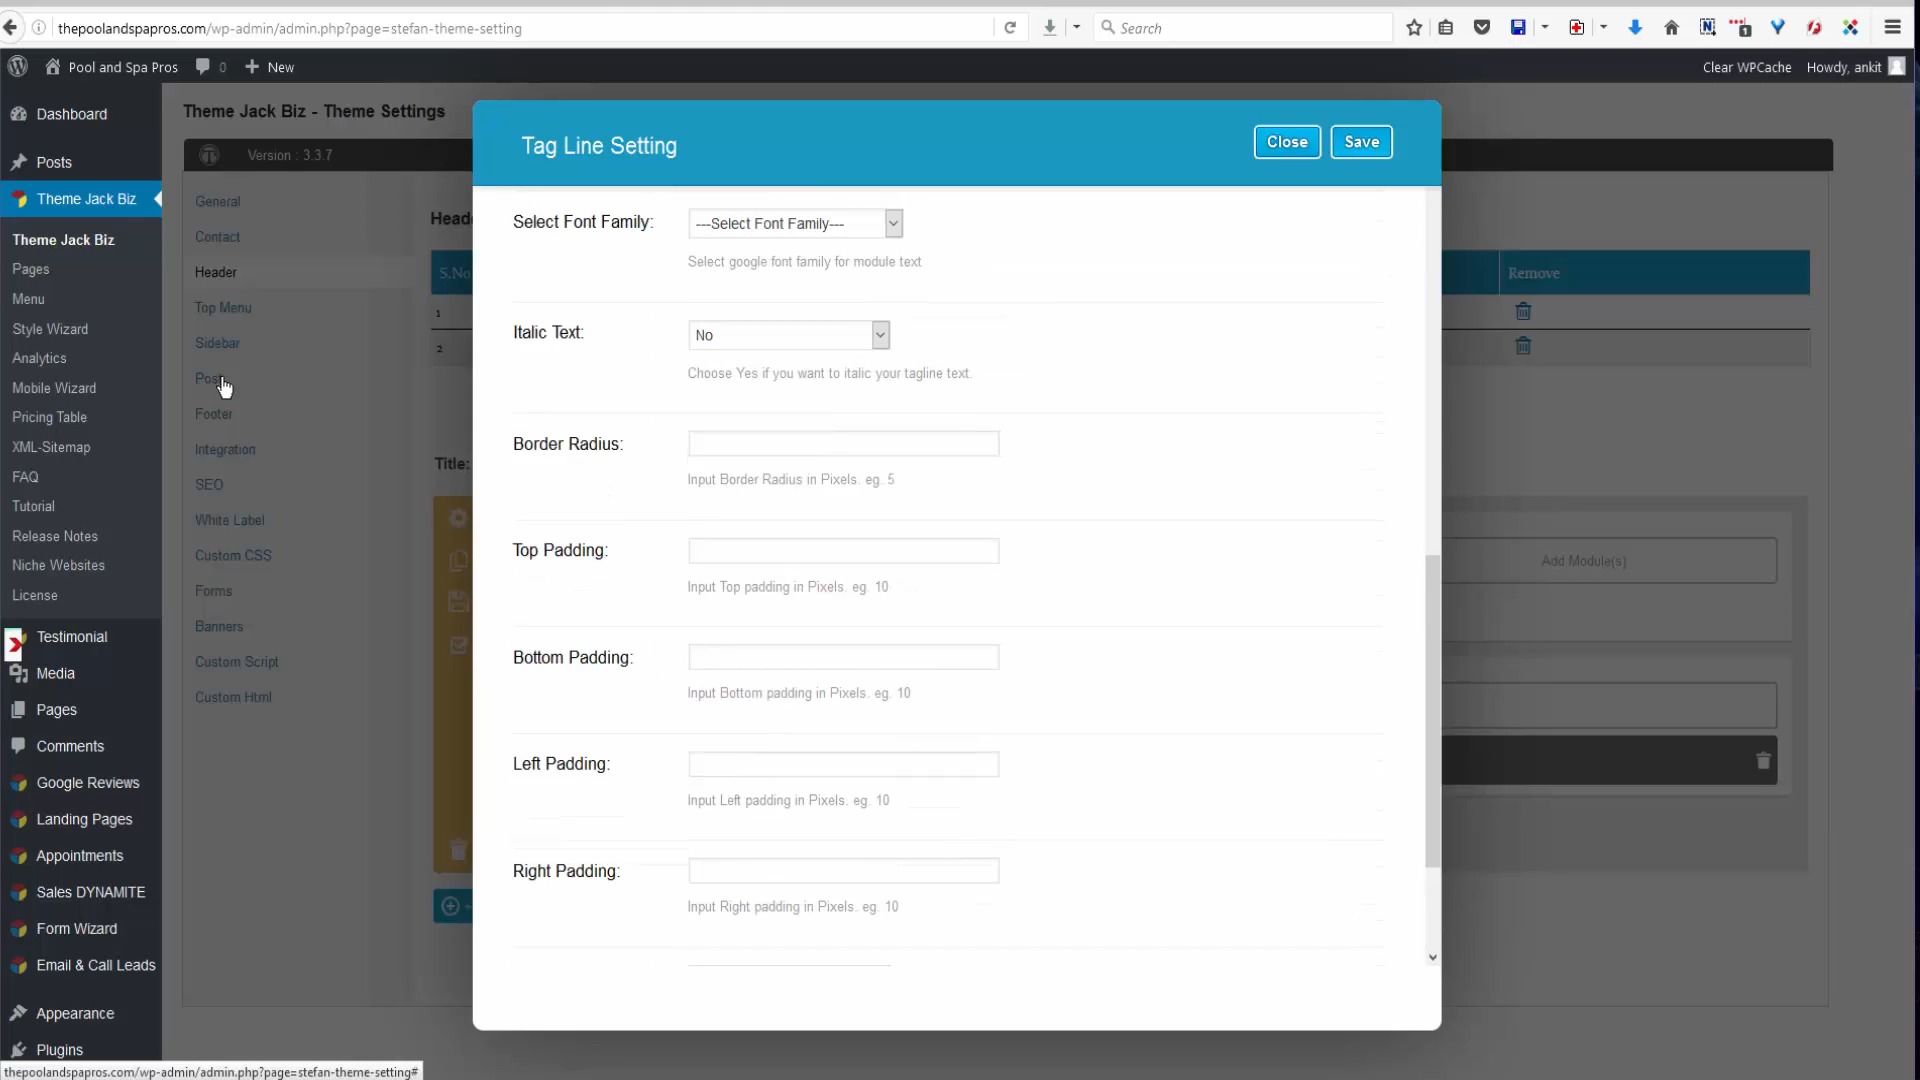 thepoolandspapros.com/wp-admin/admin.php?page=stefan-theme-setting
Search
1
Pool and Spa Pros
0
New
Clear WPCache
Howdy, ankit
Dashboard
Posts
Theme Jack Biz
Theme Jack Biz
Pages
Menu
Style Wizard
Analytics
Mobile Wizard
Pricing Table
XML-Sitemap
FAQ
Tutorial
Release Notes
Niche Websites
License
Testimonial
Media
Pages
Comments
Google Reviews
Landing Pages
Appointments
Sales DYNAMITE
Form Wizard
Email & Call Leads
Appearance
Plugins
Theme Jack Biz - Theme Settings
Version : 3.3.7
General
Contact
Header
Top Menu
Sidebar
Footer
Integration
SEO
White Label
Custom CSS
Forms
Banners
Custom Script
Custom Html
S.No
1
2
Title:
Remove
Add Module(s)
Tag Line Setting
Close
Save
Select Font Family:
---Select Font Family---
Select google font family for module text
Italic Text:
No
Choose Yes if you want to italic your tagline text.
Border Radius:
Input Border Radius in Pixels. eg. 5
Top Padding:
Input Top padding in Pixels. eg. 10
Bottom Padding:
Input Bottom padding in Pixels. eg. 10
Left Padding:
Input Left padding in Pixels. eg. 10
Right Padding:
Input Right padding in Pixels. eg. 10
thepoolandspapros.com/wp-admin/admin.php?page=stefan-theme-setting#